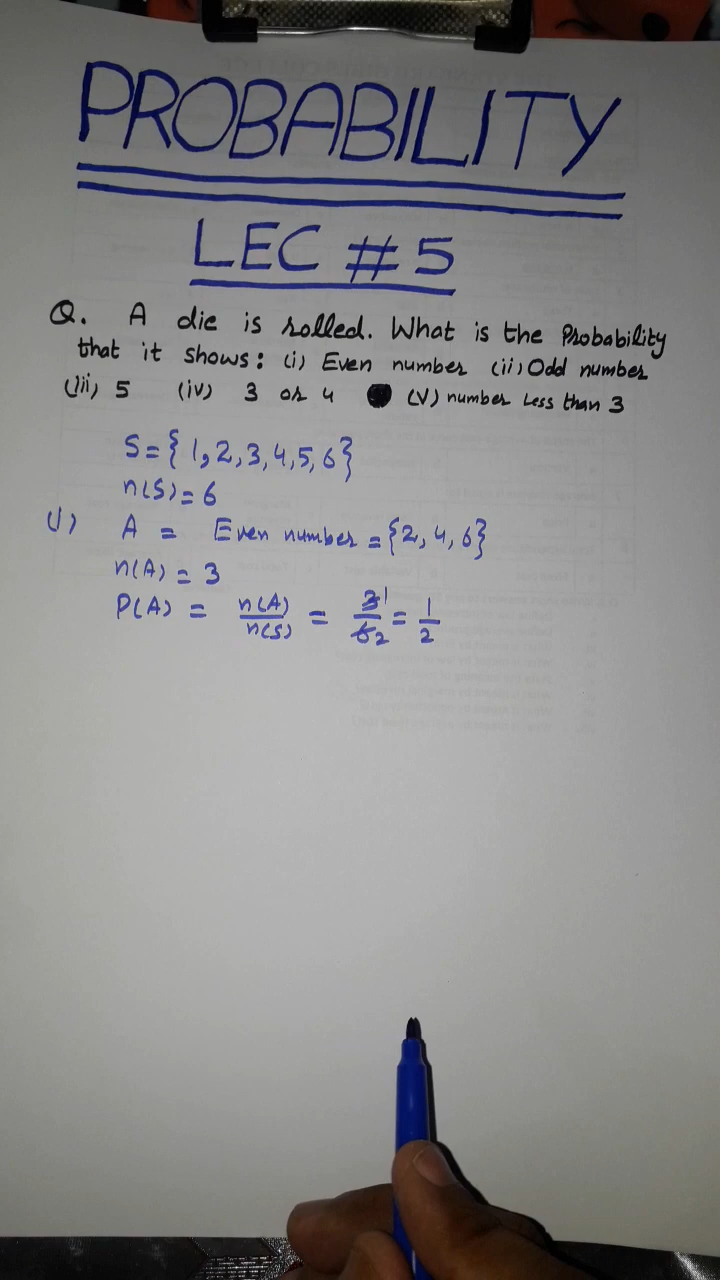 PROBABILITY
LEC #5
Q. A die is rolled. What is the Probability
that it shows: (i) Even number (ii) Odd number
(iii) 5 (iv) 3 or 4 (V) number Less than 3
S = { 1, 2, 3, 4, 5, 6}
n(S) = 6
(i) A = Even number = {2, 4, 6}
n(A) = 3
P(A) = n(A)/n(S) = 3 1/6 2 = 1/2